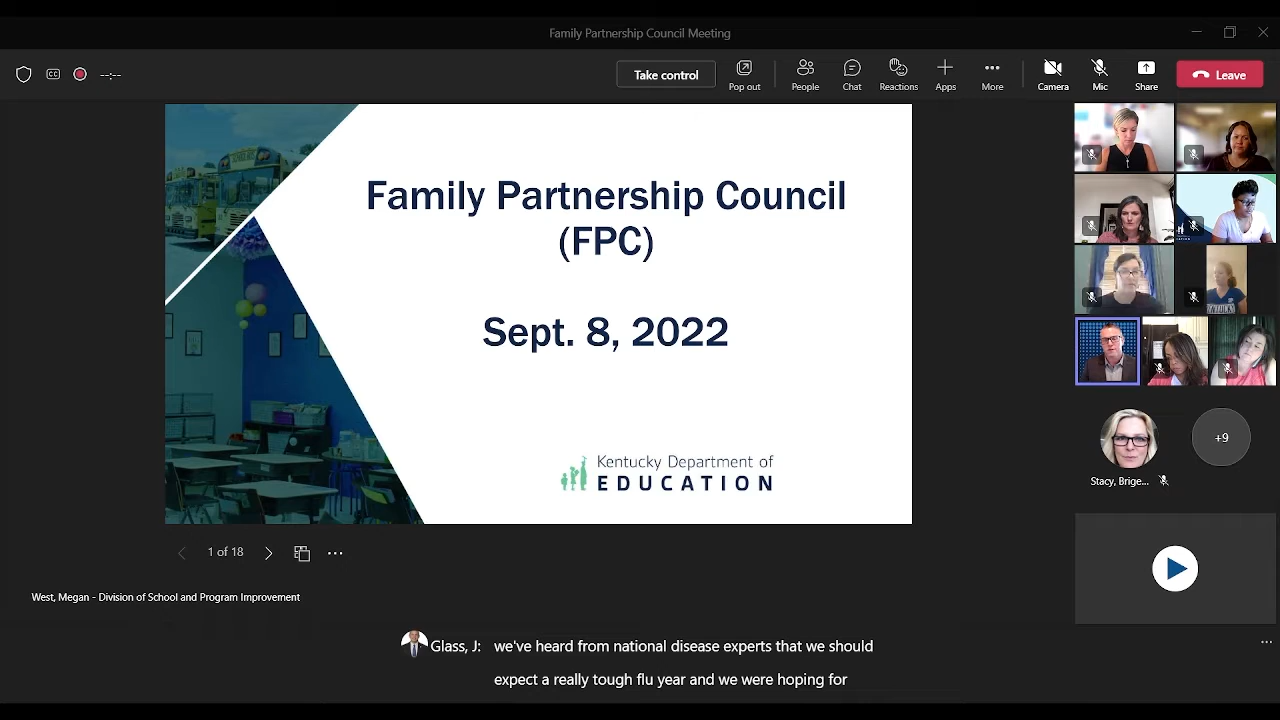 Family Partnership Council Meeting
CC
--:--
Take control
Pop out
People
Chat
Reactions
Apps
More
Camera
Mic
Share
Leave
Family Partnership Council
(FPC)
Sept. 8, 2022
Kentucky Department of
EDUCATION
+9
Stacy, Brige...
1 of 18
West, Megan - Division of School and Program Improvement
Glass, J: we've heard from national disease experts that we should
expect a really tough flu year and we were hoping for